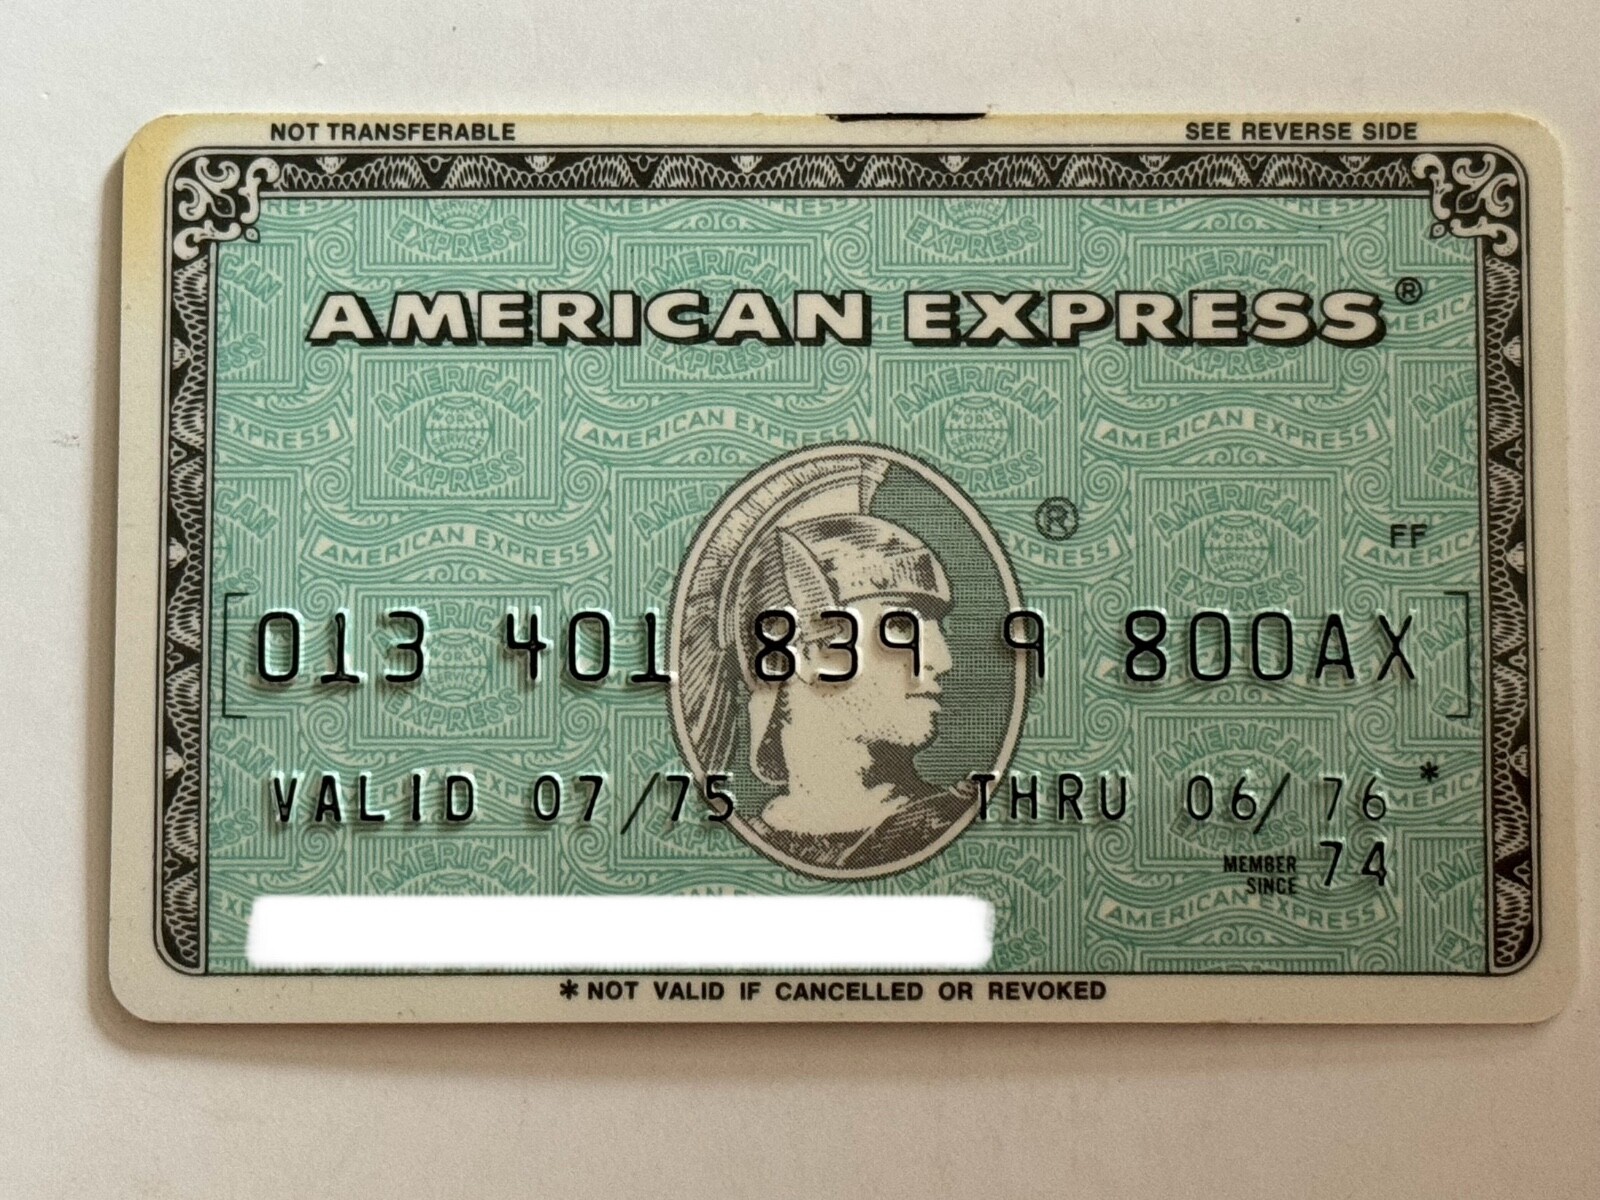 NOT TRANSFERABLE SEE REVERSE SIDE
AMERICAN EXPRESS®
®
FF
013 401 839 9 800AX
VALID 07/75 THRU 06/76 *
MEMBER SINCE 74
* NOT VALID IF CANCELLED OR REVOKED